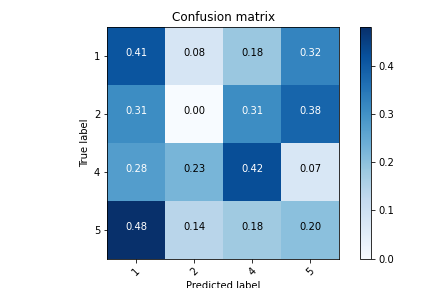 Confusion matrix
1 0.41 0.08 0.18 0.32
2 0.31 0.00 0.31 0.38
4 0.28 0.23 0.42 0.07
5 0.48 0.14 0.18 0.20
1 2 4 5
True label
Predicted label
0.4
0.3
0.2
0.1
0.0